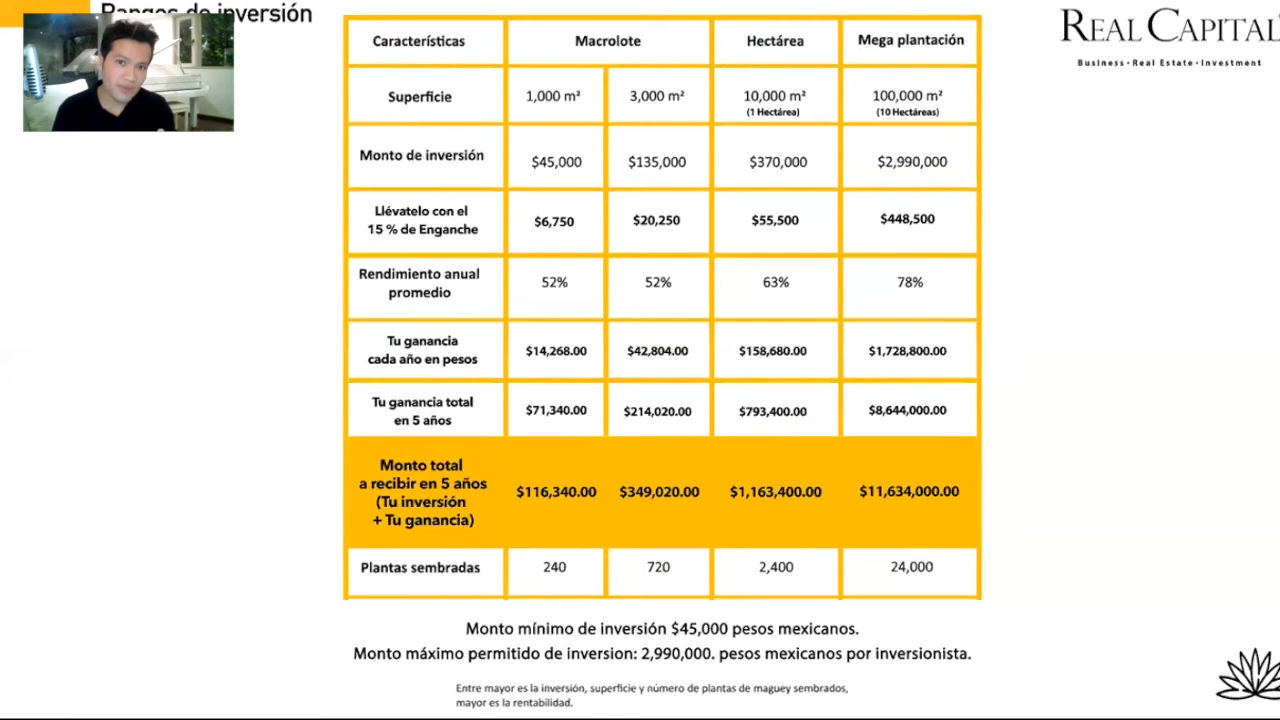 Rangos de inversión
REAL CAPITAL
Business • Real Estate • Investment
Características Macrolote Hectárea Mega plantación
Superficie 1,000 m² 3,000 m² 10,000 m² 100,000 m²
(1 Hectárea) (10 Hectáreas)
Monto de inversión $45,000 $135,000 $370,000 $2,990,000
Llévatelo con el
15 % de Enganche $6,750 $20,250 $55,500 $448,500
Rendimiento anual
promedio 52% 52% 63% 78%
Tu ganancia
cada año en pesos $14,268.00 $42,804.00 $158,680.00 $1,728,800.00
Tu ganancia total
en 5 años $71,340.00 $214,020.00 $793,400.00 $8,644,000.00
Monto total
a recibir en 5 años
(Tu inversión
+ Tu ganancia) $116,340.00 $349,020.00 $1,163,400.00 $11,634,000.00
Plantas sembradas 240 720 2,400 24,000
Monto mínimo de inversión $45,000 pesos mexicanos.
Monto máximo permitido de inversion: 2,990,000. pesos mexicanos por inversionista.
Entre mayor es la inversión, superficie y número de plantas de maguey sembrados,
mayor es la rentabilidad.